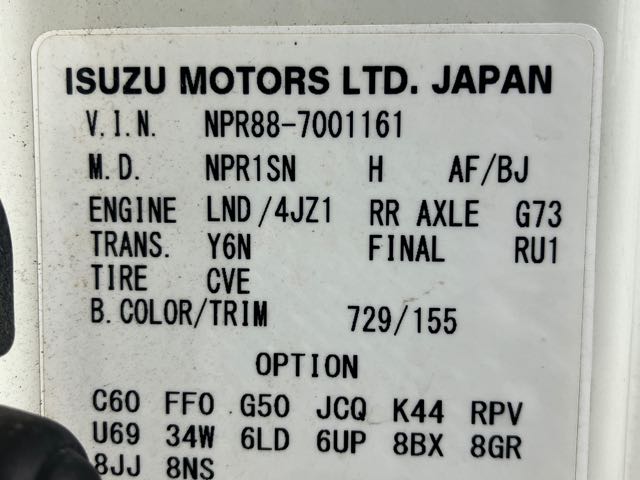 ISUZU MOTORS LTD. JAPAN
V.I.N. NPR88-7001161
M.D. NPR1SN H AF/BJ
ENGINE LND/4JZ1 RR AXLE G73
TRANS. Y6N FINAL RU1
TIRE CVE
B.COLOR/TRIM 729/155
OPTION
C60 FF0 G50 JCQ K44 RPV
U69 34W 6LD 6UP 8BX 8GR
8JJ 8NS